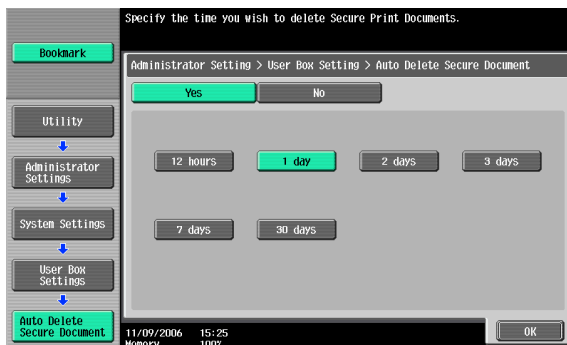 Specify the time you wish to delete Secure Print Documents.
Bookmark
Administrator Setting > User Box Setting > Auto Delete Secure Document
Yes
No
Utility
Administrator
Settings
System Settings
User Box
Settings
Auto Delete
Secure Document
12 hours
1 day
2 days
3 days
7 days
30 days
11/09/2006 15:25
Memory 100%
OK